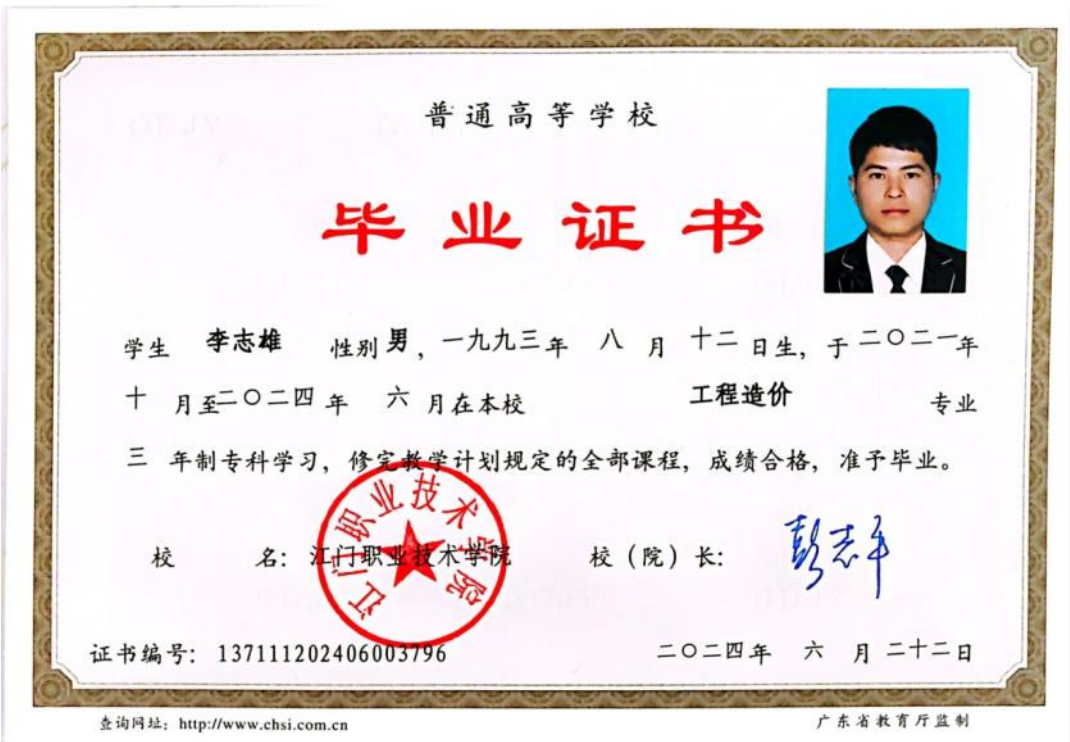 普通高等学校
毕业证书
学生 李志雄 性别 男，一九九三年 八 月 十二 日生，于 二〇二一年
十 月至二〇二四 年 六 月在本校 工程造价 专业
三 年制专科学习，修完教学计划规定的全部课程，成绩合格，准予毕业。
江门职业技术学院
校 名：江门职业技术学院 校（院）长：彭志平
证书编号：137111202406003796 二〇二四年 六 月 二十二日
查询网址：http://www.chsi.com.cn 广东省教育厅监制